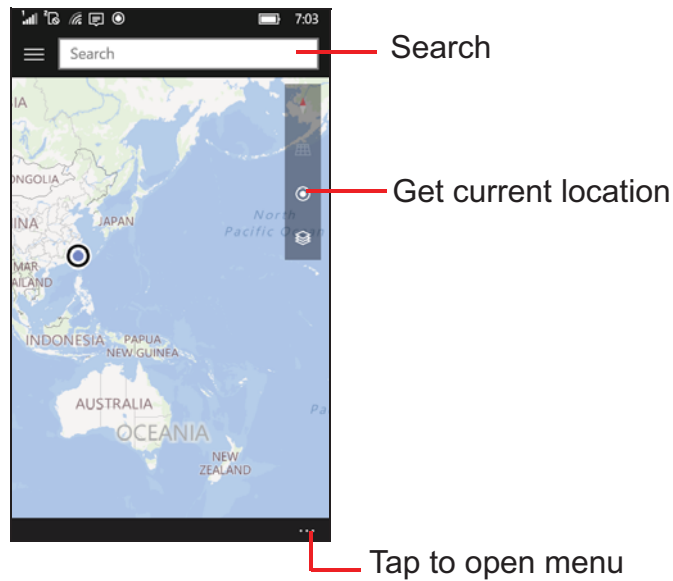 7:03
Search
Search
IA
ONGOLIA
INA
JAPAN
North
Pacific Ocean
Get current location
MAR
AILAND
INDONESIA
PAPUA
NEW GUINEA
AUSTRALIA
Pa
OCEANIA
NEW
ZEALAND
Tap to open menu